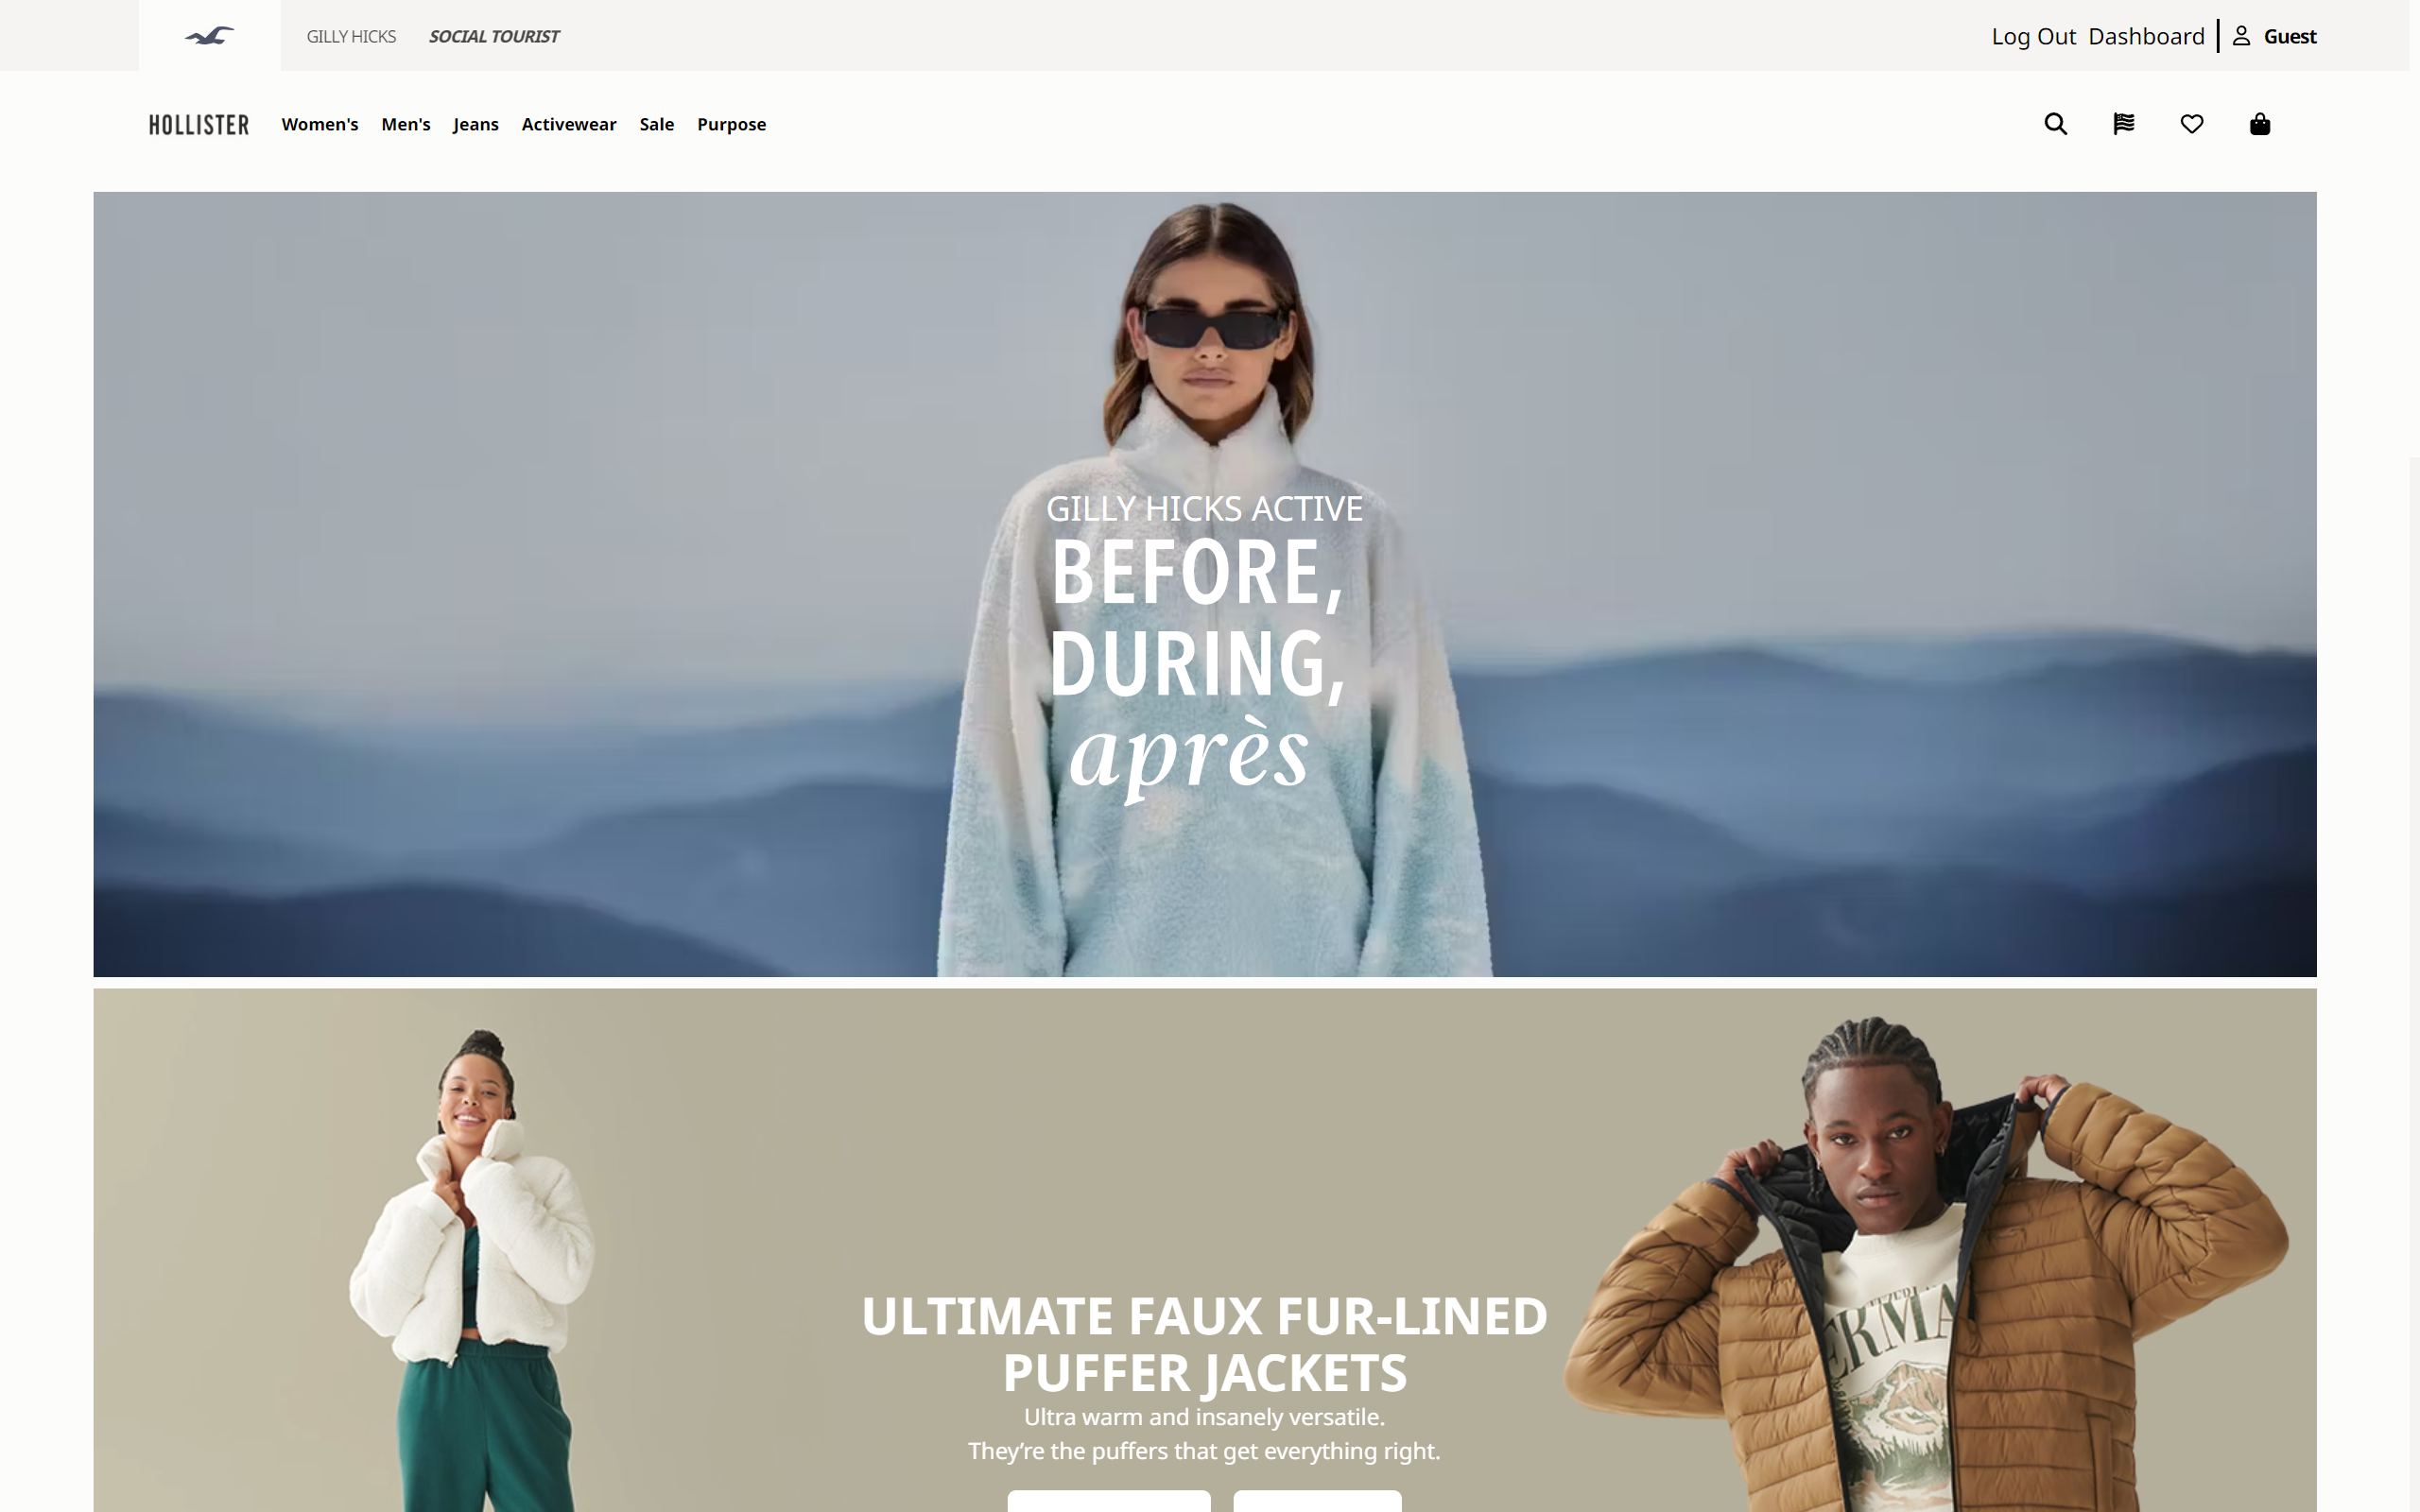 GILLY HICKS
SOCIAL TOURIST
Log Out Dashboard
Guest
HOLLISTER
Women's Men's Jeans Activewear Sale Purpose
GILLY HICKS ACTIVE
BEFORE,
DURING,
après
ULTIMATE FAUX FUR-LINED
PUFFER JACKETS
Ultra warm and insanely versatile.
They’re the puffers that get everything right.